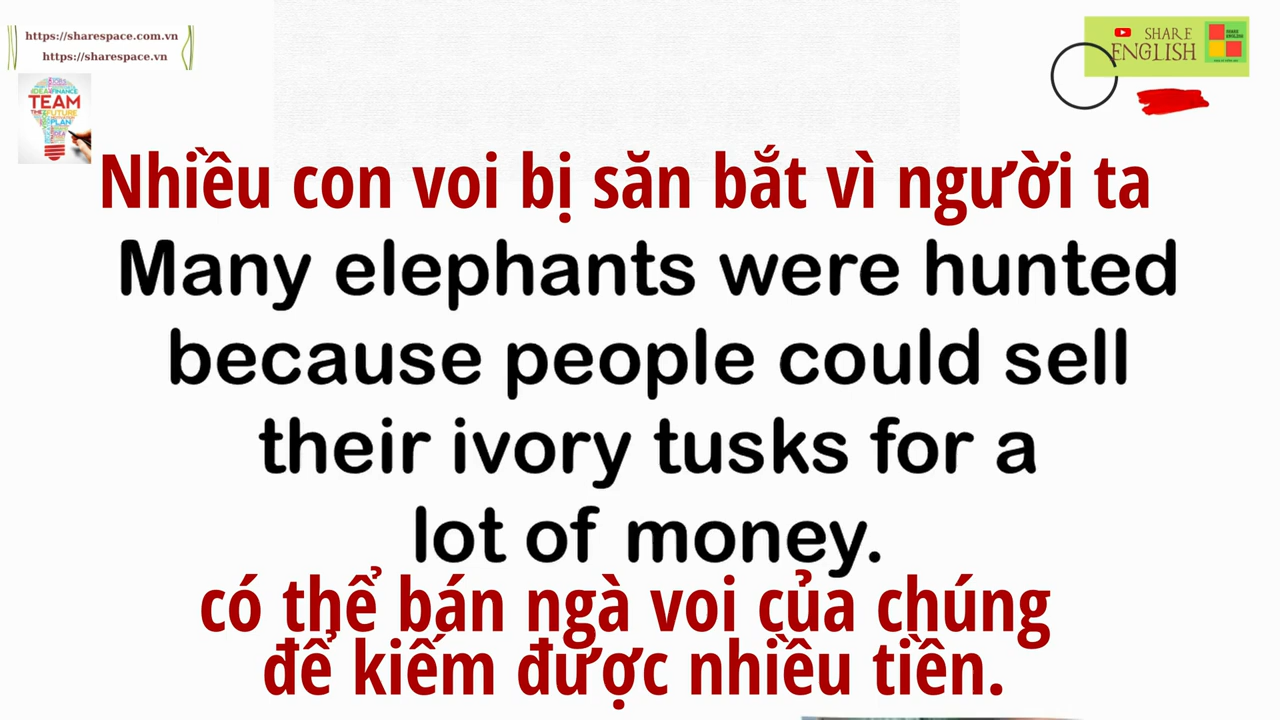 https://sharespace.com.vn
https://sharespace.vn
SHARE
ENGLISH
TEAM
PLAN
Nhiều con voi bị săn bắt vì người ta
Many elephants were hunted
because people could sell
their ivory tusks for a
lot of money.
có thể bán ngà voi của chúng
để kiếm được nhiều tiền.